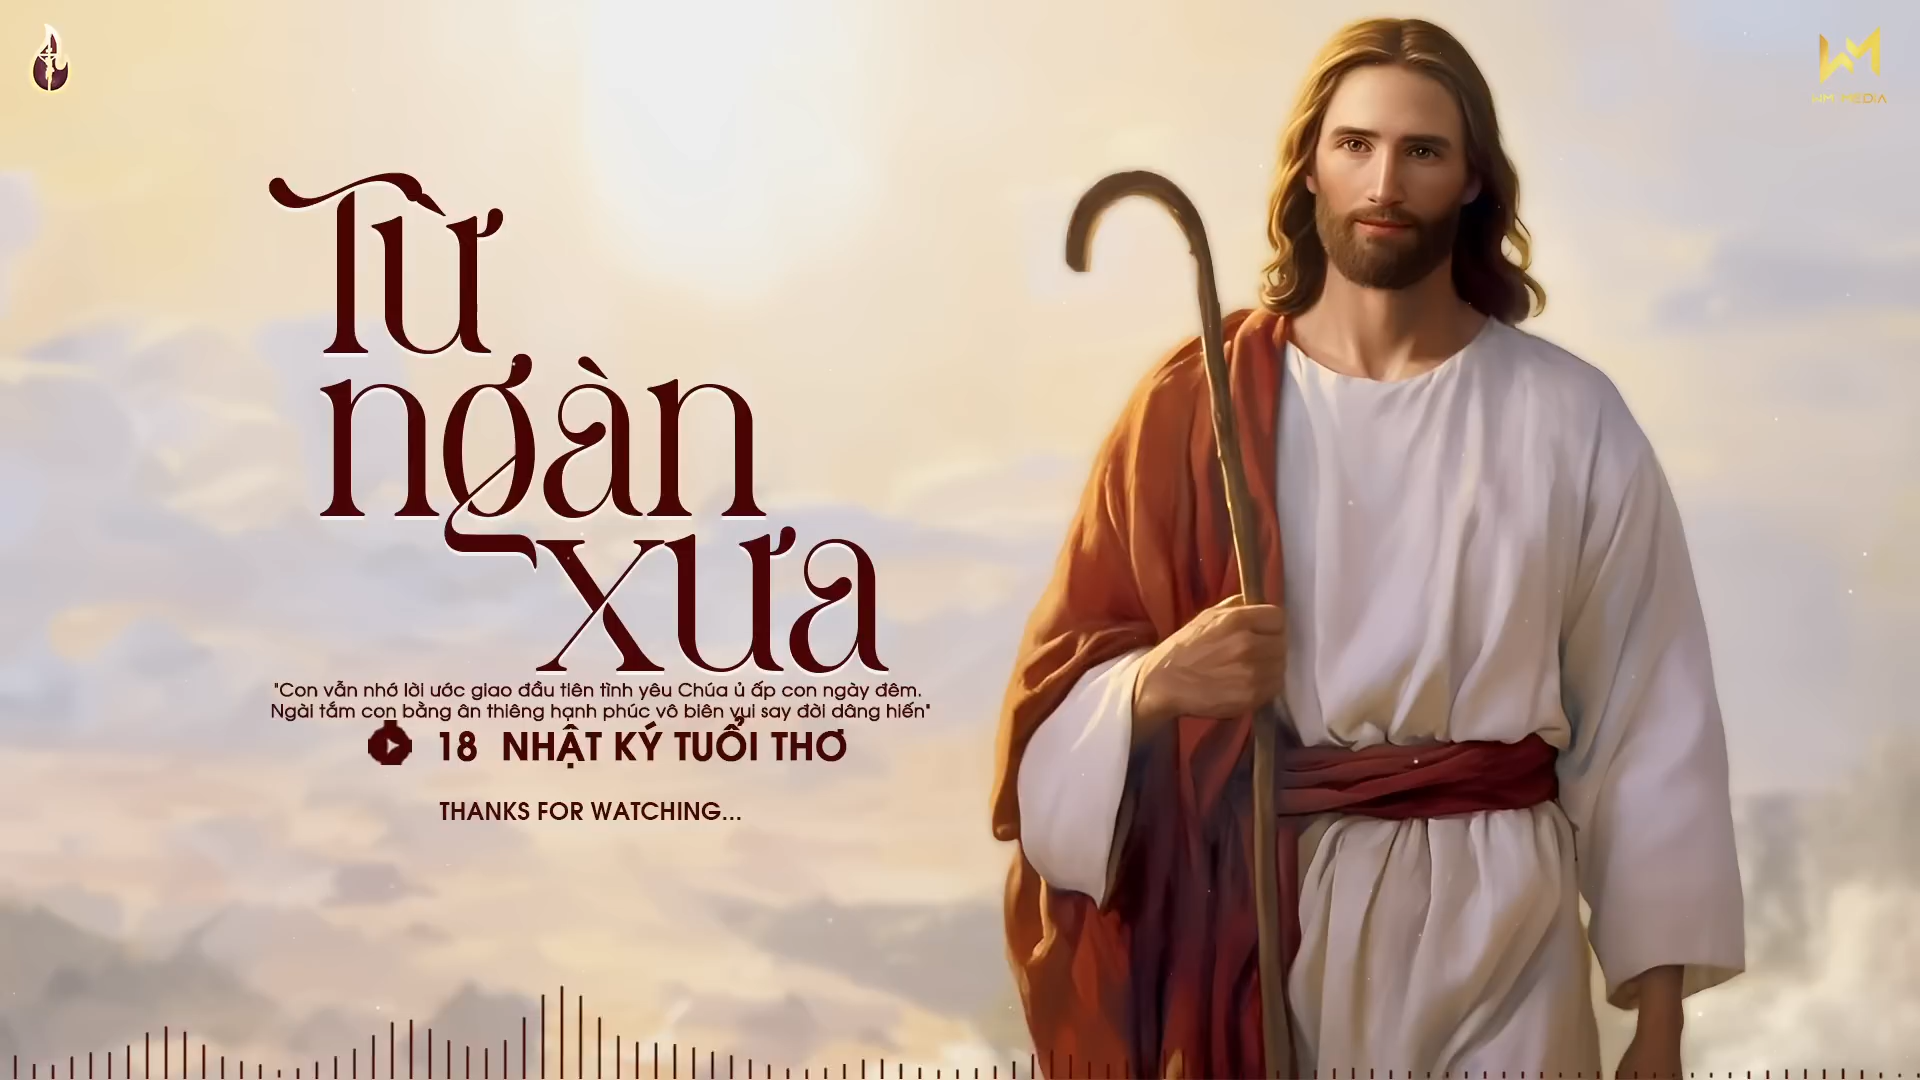 Từ
ngàn
xưa
"Con vẫn nhớ lời ước giao đầu tiên tình yêu Chúa ủ ấp con ngày đêm.
Ngài tắm con bằng ân thiêng hạnh phúc vô biên vui say đời dâng hiến"
18 NHẬT KÝ TUỔI THƠ
THANKS FOR WATCHING...
WM MEDIA